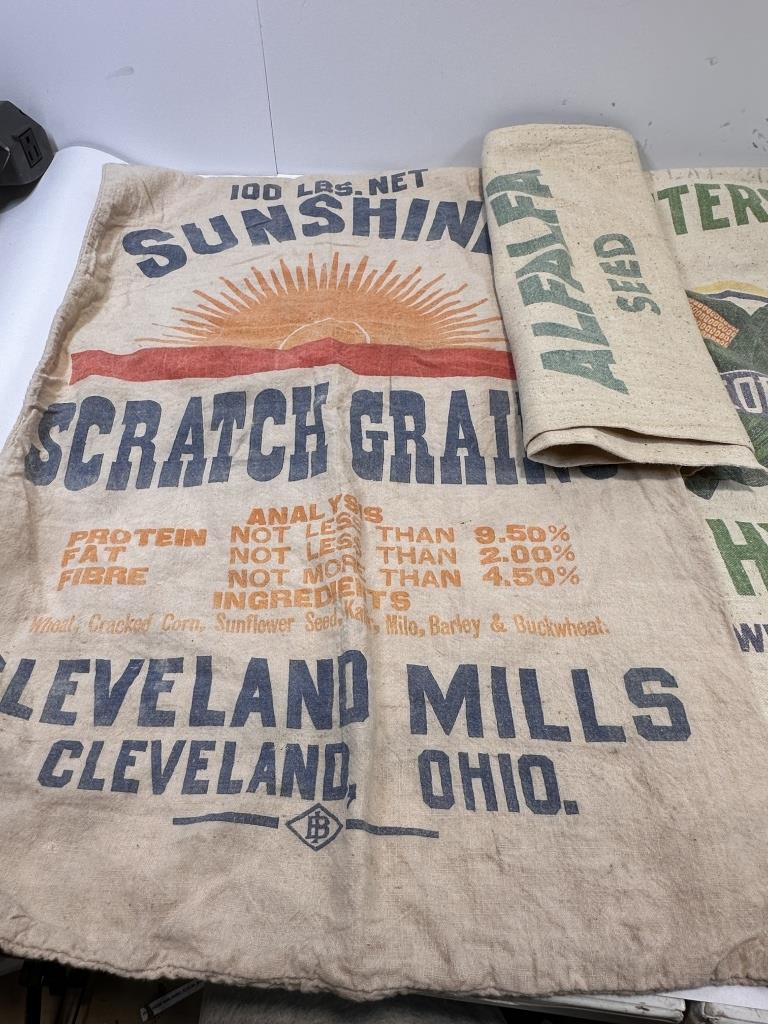 100 LBS. NET
SUNSHINE
SCRATCH GRAINS
ANALYSIS
PROTEIN NOT LESS THAN 9.50%
FAT NOT LESS THAN 2.00%
FIBRE NOT MORE THAN 4.50%
INGREDIENTS
Wheat, Cracked Corn, Sunflower Seed, Kafir, Milo, Barley & Buckwheat.
CLEVELAND MILLS
CLEVELAND, OHIO.
ALFALFA
SEED
TER
HY